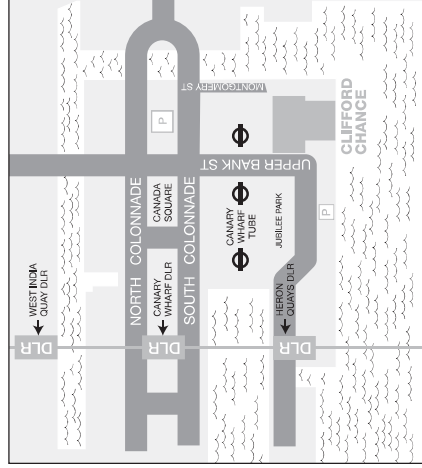 MONTGOMERY ST
P
CLIFFORD
CHANCE
UPPER BANK ST
NORTH COLONNADE
CANADA
SQUARE
SOUTH COLONNADE
CANARY
WHARF
TUBE
JUBILEE PARK
P
WEST INDIA
QUAY DLR
CANARY
WHARF DLR
HERON
QUAYS DLR
DLR
DLR
DLR